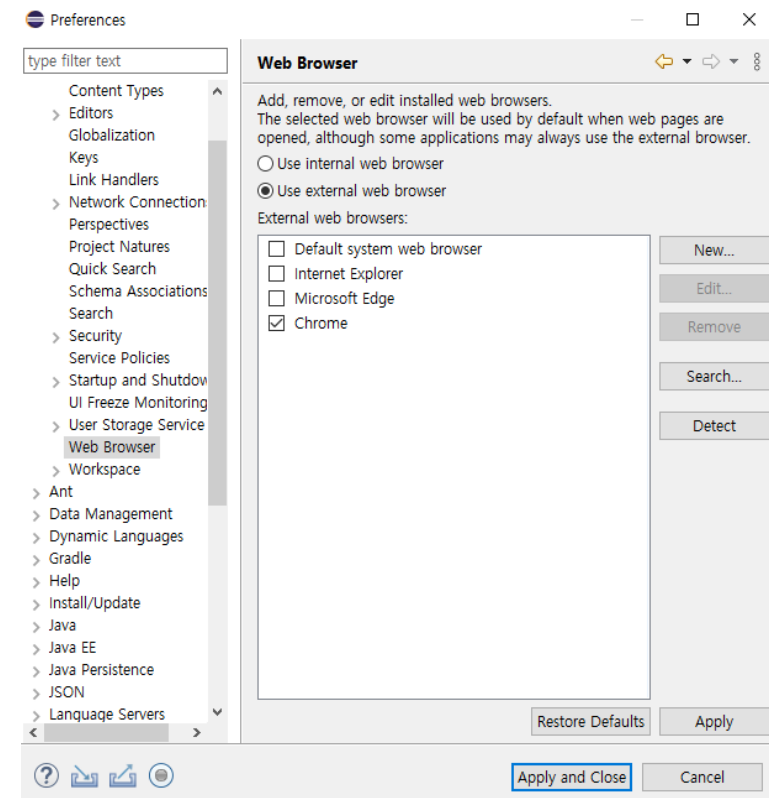 Preferences
type filter text
Content Types
Editors
Globalization
Keys
Link Handlers
Network Connection
Perspectives
Project Natures
Quick Search
Schema Associations
Search
Security
Service Policies
Startup and Shutdow
UI Freeze Monitoring
User Storage Service
Web Browser
Workspace
Ant
Data Management
Dynamic Languages
Gradle
Help
Install/Update
Java
Java EE
Java Persistence
JSON
Language Servers
Web Browser
Add, remove, or edit installed web browsers.
The selected web browser will be used by default when web pages are
opened, although some applications may always use the external browser.
Use internal web browser
Use external web browser
External web browsers:
Default system web browser
Internet Explorer
Microsoft Edge
Chrome
New...
Edit...
Remove
Search...
Detect
Restore Defaults
Apply
Apply and Close
Cancel